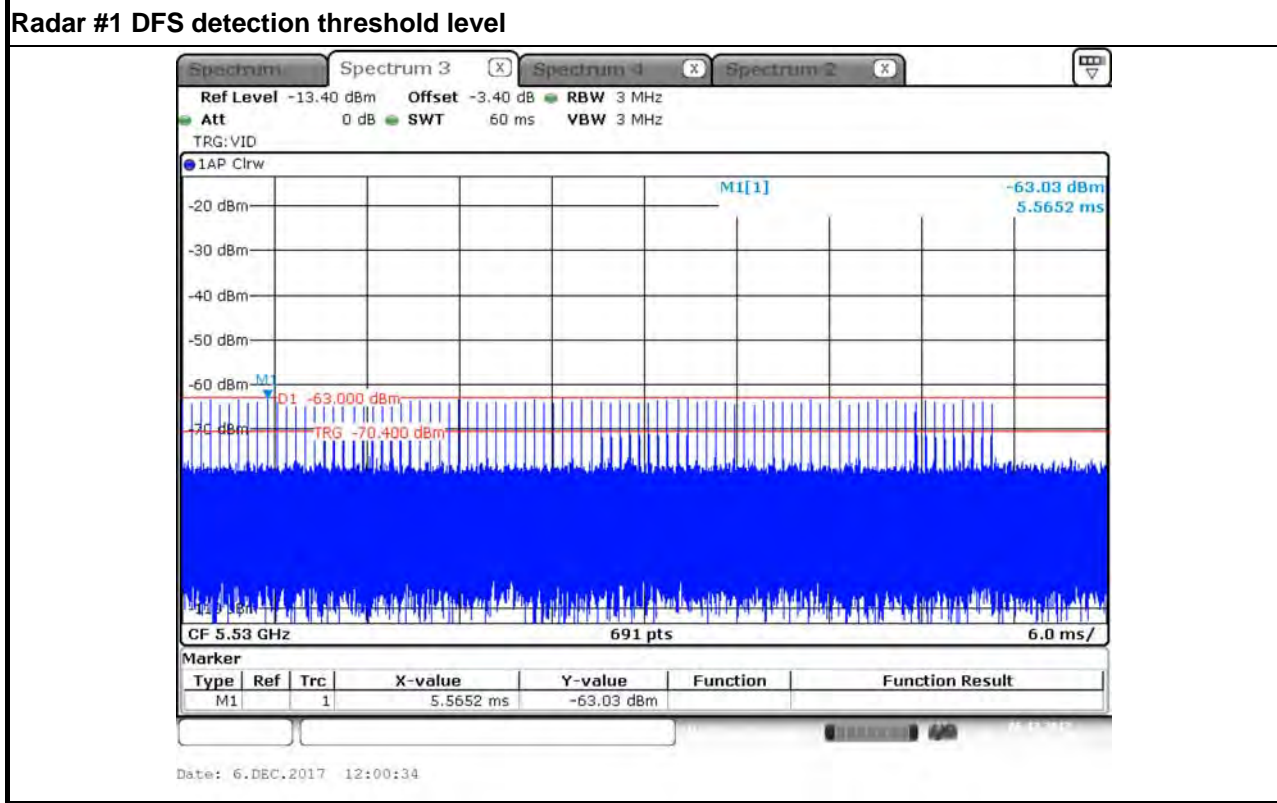 Radar #1 DFS detection threshold level
Spectrum Spectrum 3 X Spectrum 4 X Spectrum 2 X
Ref Level -13.40 dBm Offset -3.40 dB RBW 3 MHz
Att 0 dB SWT 60 ms VBW 3 MHz
TRG:VID
1AP Clrw
M1[1] -63.03 dBm
5.5652 ms
-20 dBm
-30 dBm
-40 dBm
-50 dBm
-60 dBm
M1
D1 -63.000 dBm
-70 dBm
TRG -70.400 dBm
CF 5.53 GHz 691 pts 6.0 ms/
Marker
Type Ref Trc X-value Y-value Function Function Result
M1 1 5.5652 ms -63.03 dBm
Date: 6.DEC.2017 12:00:34